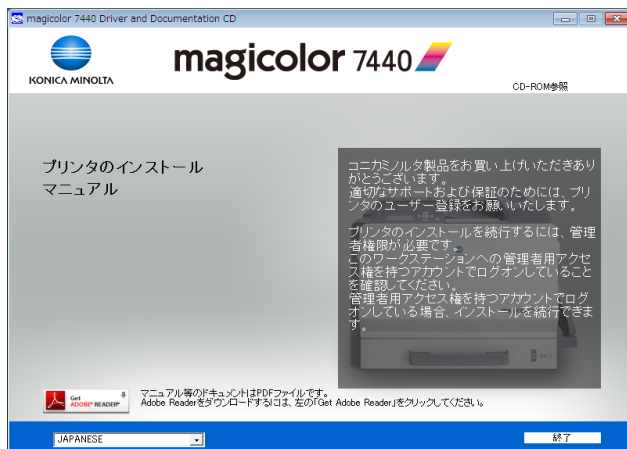 magicolor 7440 Driver and Documentation CD
KONICA MINOLTA
magicolor 7440
CD-ROM参照
プリンタのインストール
マニュアル
コニカミノルタ製品をお買い上げいただきあり
がとうございます。
適切なサポートおよび保証のためには、プリ
ンタのユーザー登録をお願いいたします。
プリンタのインストールを続行するには、管理
者権限が必要です。
このワークステーションへの管理者用アクセ
ス権を持つアカウントでログオンしていること
を確認してください。
管理者用アクセス権を持つアカウントでログ
オンしている場合、インストールを続行できま
す。
Get
ADOBE® READER®
マニュアル等のドキュメントはPDFファイルです。
Adobe Readerをダウンロードするには、左の「Get Adobe Reader」をクリックしてください。
JAPANESE
終了